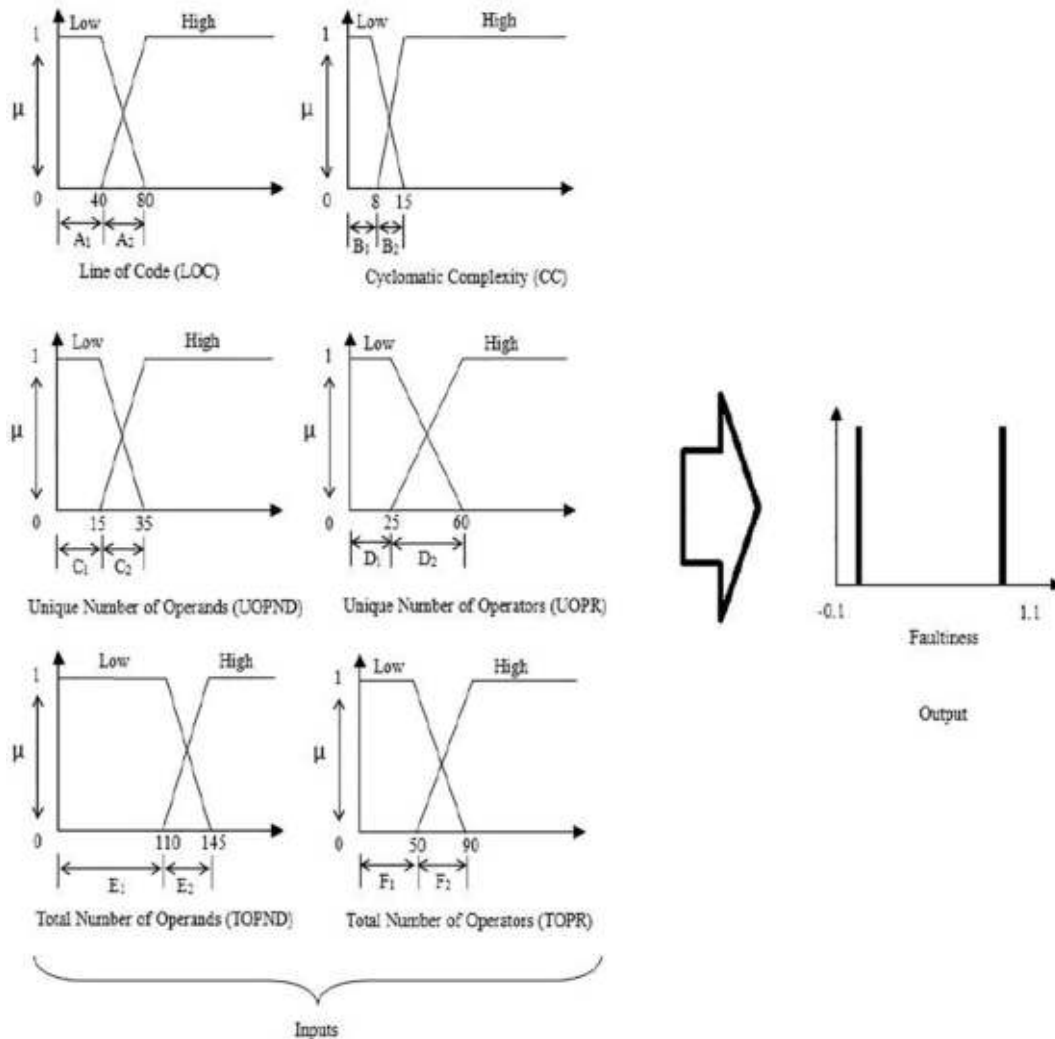 Low High Low High
1 1
μ μ
0 40 80 0 8 15
A₁ A₂ B₁ B₂
Line of Code (LOC) Cyclomatic Complexity (CC)
Low High Low High
1 1
μ μ
0 15 35 0 25 60
C₁ C₂ D₁ D₂
Unique Number of Operands (UOPND) Unique Number of Operators (UOPR)
Low High Low High
1 1
μ μ
0 110 145 0 50 90
E₁ E₂ F₁ F₂
Total Number of Operands (TOPND) Total Number of Operators (TOPR)
Inputs
-0.1 1.1
Faultiness
Output